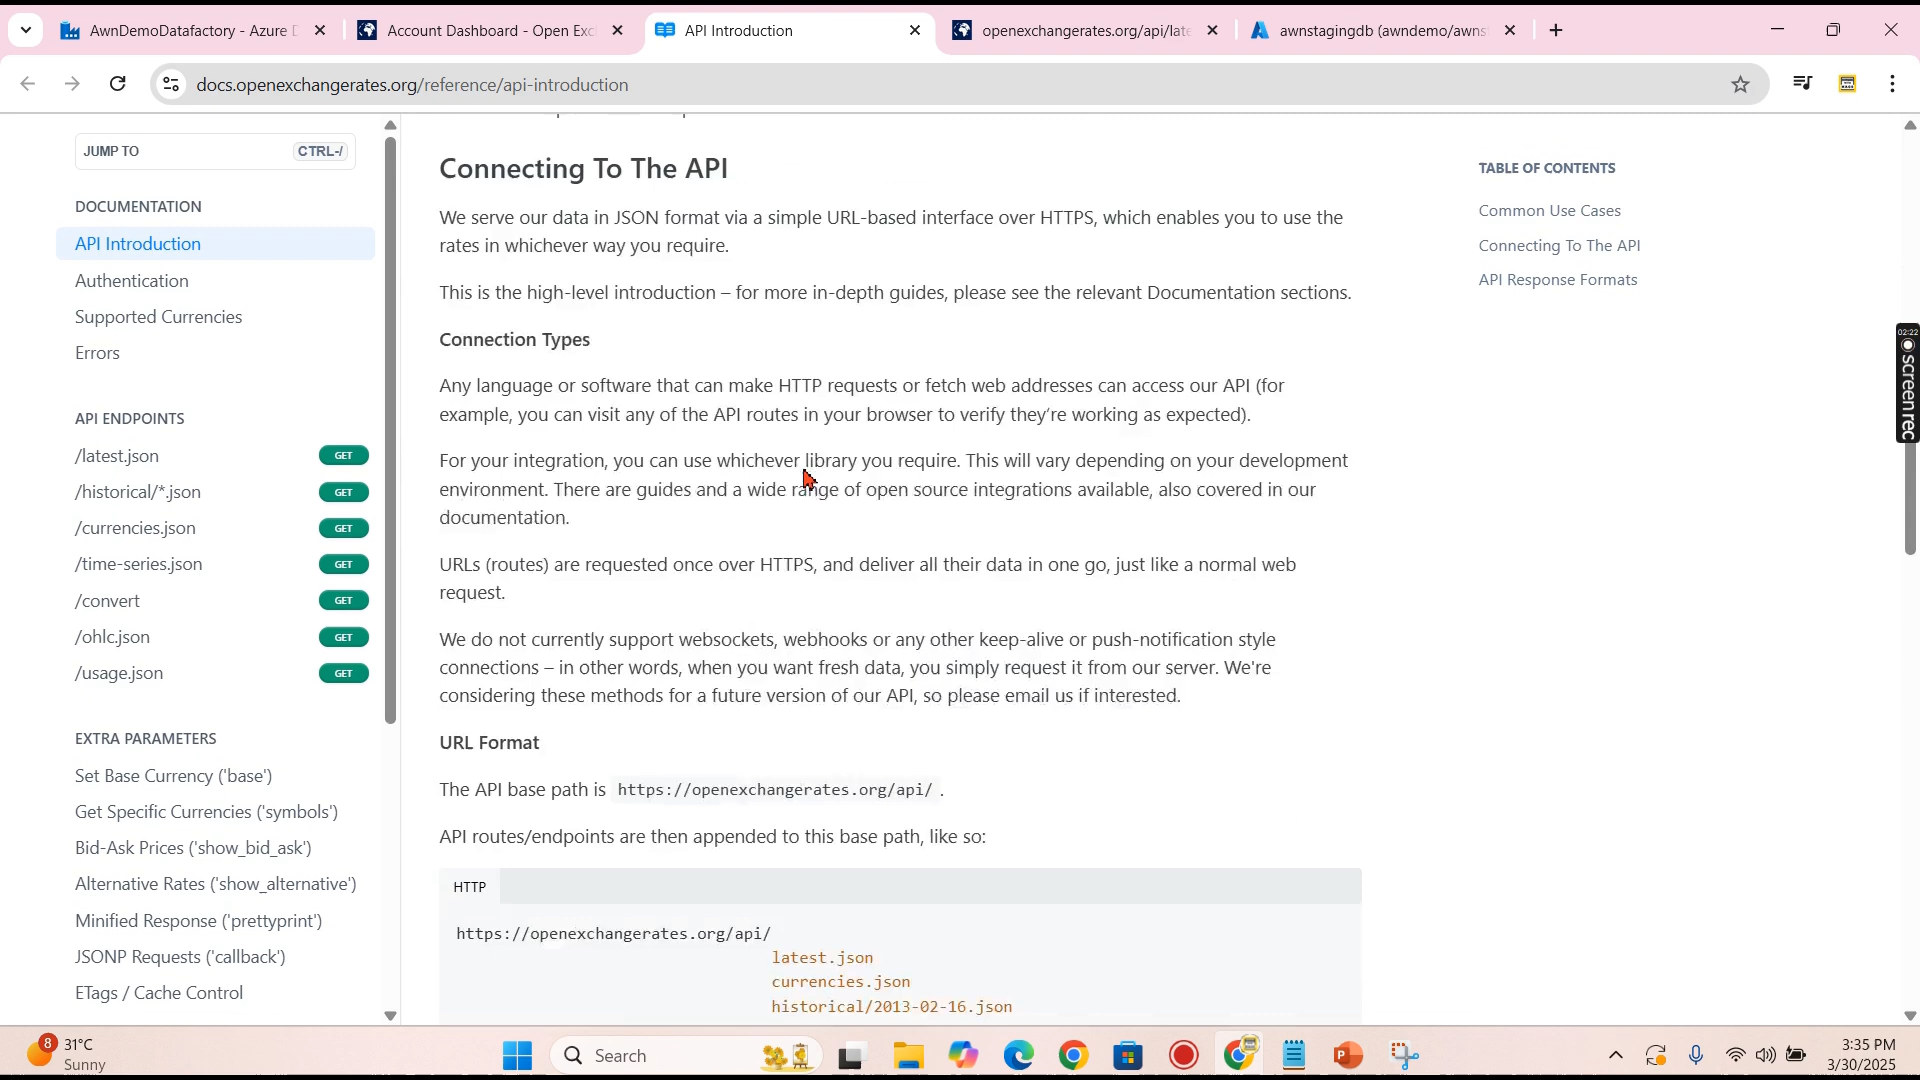 AwnDemoDatafactory - Azure D
Account Dashboard - Open Exc
API Introduction
openexchangerates.org/api/late
awnstagingdb (awndemo/awnst
docs.openexchangerates.org/reference/api-introduction
JUMP TO
CTRL-/
DOCUMENTATION
API Introduction
Authentication
Supported Currencies
Errors
API ENDPOINTS
/latest.json GET
/historical/*.json GET
/currencies.json GET
/time-series.json GET
/convert GET
/ohlc.json GET
/usage.json GET
EXTRA PARAMETERS
Set Base Currency ('base')
Get Specific Currencies ('symbols')
Bid-Ask Prices ('show_bid_ask')
Alternative Rates ('show_alternative')
Minified Response ('prettyprint')
JSONP Requests ('callback')
ETags / Cache Control
Connecting To The API
We serve our data in JSON format via a simple URL-based interface over HTTPS, which enables you to use the
rates in whichever way you require.
This is the high-level introduction – for more in-depth guides, please see the relevant Documentation sections.
Connection Types
Any language or software that can make HTTP requests or fetch web addresses can access our API (for
example, you can visit any of the API routes in your browser to verify they're working as expected).
For your integration, you can use whichever library you require. This will vary depending on your development
environment. There are guides and a wide range of open source integrations available, also covered in our
documentation.
URLs (routes) are requested once over HTTPS, and deliver all their data in one go, just like a normal web
request.
We do not currently support websockets, webhooks or any other keep-alive or push-notification style
connections – in other words, when you want fresh data, you simply request it from our server. We're
considering these methods for a future version of our API, so please email us if interested.
URL Format
The API base path is https://openexchangerates.org/api/ .
API routes/endpoints are then appended to this base path, like so:
HTTP
https://openexchangerates.org/api/
latest.json
currencies.json
historical/2013-02-16.json
TABLE OF CONTENTS
Common Use Cases
Connecting To The API
API Response Formats
02:22
screenrec
8
31°C
Sunny
Search
3:35 PM
3/30/2025